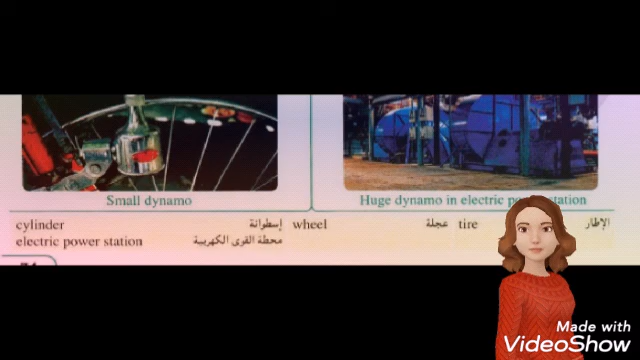 Small dynamo
Huge dynamo in electric power station
cylinder إسطوانة wheel عجلة tire الإطار
electric power station محطة القوى الكهربية
Made with
VideoShow